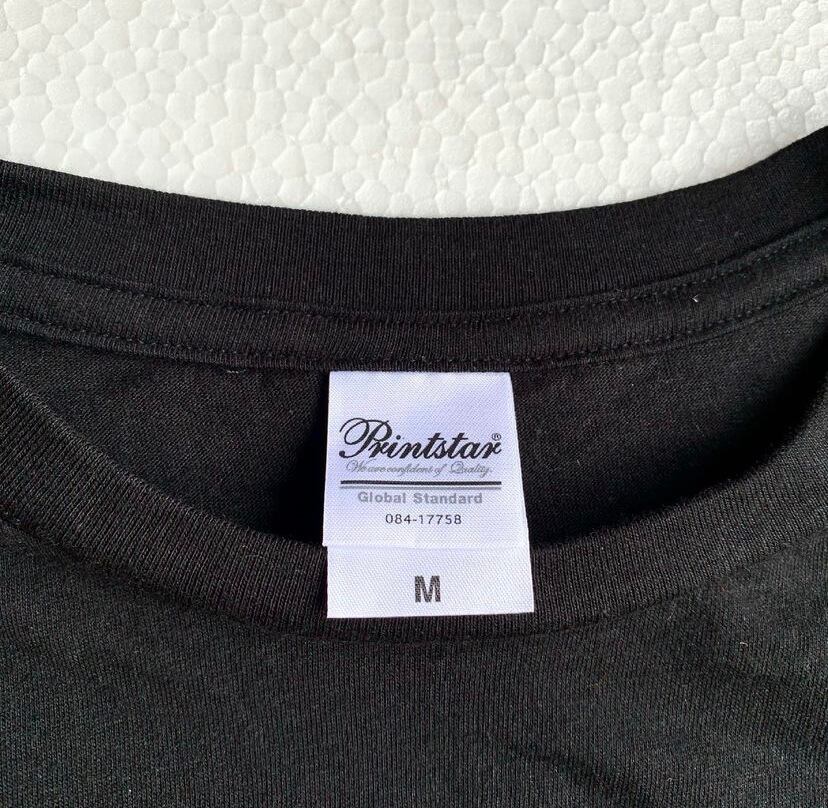 Printstar®
We are confident of Quality.
Global Standard
084-17758
M